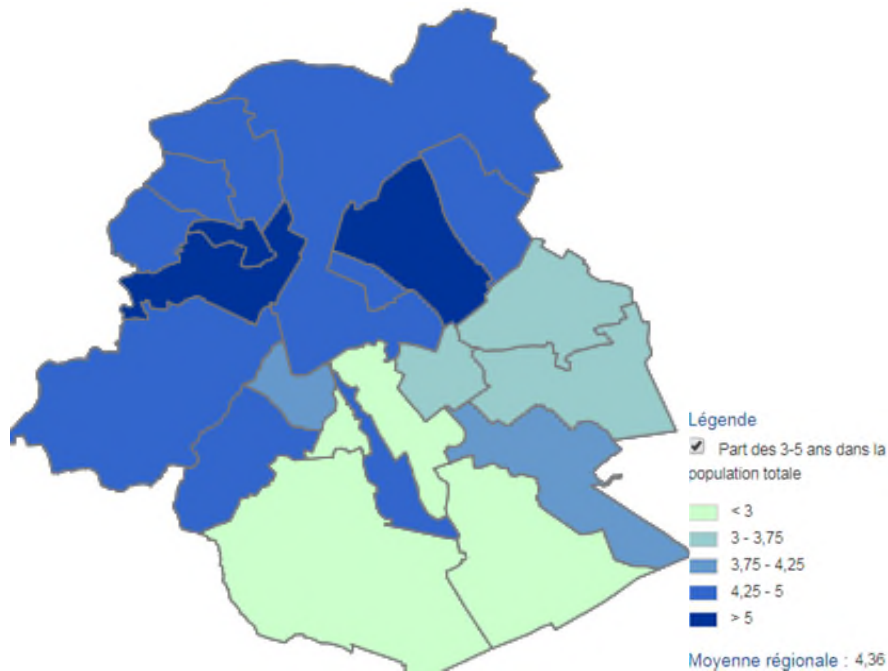 Légende
Part des 3-5 ans dans la
population totale
< 3
3 - 3,75
3,75 - 4,25
4,25 - 5
> 5
Moyenne régionale : 4,36